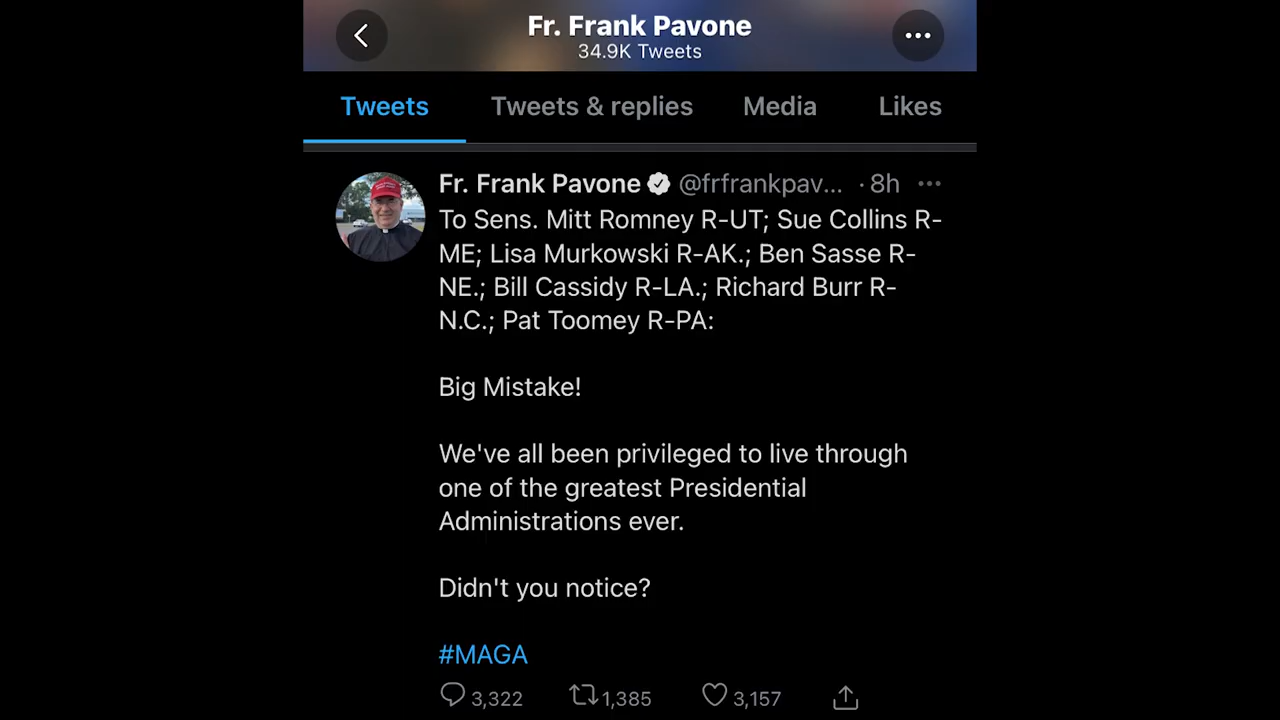 Fr. Frank Pavone
34.9K Tweets
Tweets Tweets & replies Media Likes
Fr. Frank Pavone @frfrankpav... · 8h
To Sens. Mitt Romney R-UT; Sue Collins R-
ME; Lisa Murkowski R-AK.; Ben Sasse R-
NE.; Bill Cassidy R-LA.; Richard Burr R-
N.C.; Pat Toomey R-PA:
Big Mistake!
We've all been privileged to live through
one of the greatest Presidential
Administrations ever.
Didn't you notice?
#MAGA
3,322 1,385 3,157